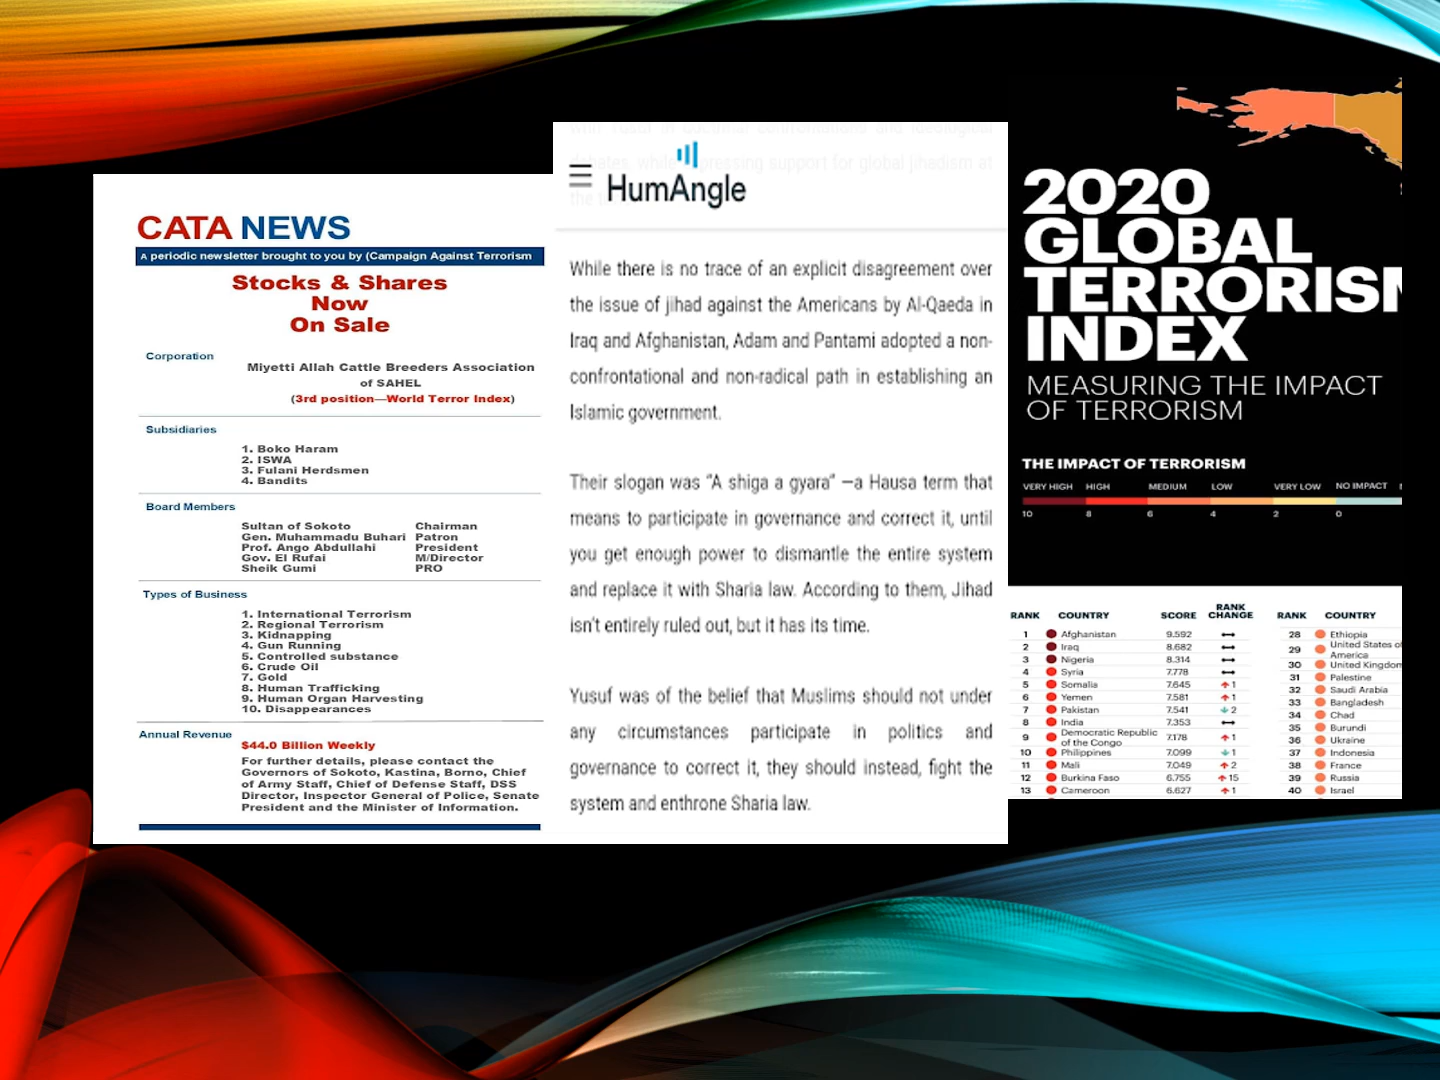 CATA NEWS
A periodic newsletter brought to you by (Campaign Against Terrorism
Stocks & Shares
Now
On Sale
Corporation
Miyetti Allah Cattle Breeders Association
of SAHEL
(3rd position—World Terror Index)
Subsidiaries
1. Boko Haram
2. ISWA
3. Fulani Herdsmen
4. Bandits
Board Members
Sultan of Sokoto Chairman
Gen. Muhammadu Buhari Patron
Prof. Ango Abdullahi President
Gov. El Rufai M/Director
Sheik Gumi PRO
Types of Business
1. International Terrorism
2. Regional Terrorism
3. Kidnapping
4. Gun Running
5. Controlled substance
6. Crude Oil
7. Gold
8. Human Trafficking
9. Human Organ Harvesting
10. Disappearances
Annual Revenue
$44.0 Billion Weekly
For further details, please contact the
Governors of Sokoto, Kastina, Borno, Chief
of Army Staff, Chief of Defense Staff, DSS
Director, Inspector General of Police, Senate
President and the Minister of Information.
debates, while expressing support for global jihadism at
the
HumAngle
While there is no trace of an explicit disagreement over
the issue of jihad against the Americans by Al-Qaeda in
Iraq and Afghanistan, Adam and Pantami adopted a non-
confrontational and non-radical path in establishing an
Islamic government.
Their slogan was “A shiga a gyara” —a Hausa term that
means to participate in governance and correct it, until
you get enough power to dismantle the entire system
and replace it with Sharia law. According to them, Jihad
isn't entirely ruled out, but it has its time.
Yusuf was of the belief that Muslims should not under
any circumstances participate in politics and
governance to correct it, they should instead, fight the
system and enthrone Sharia law.
2020
GLOBAL
TERRORISM
INDEX
MEASURING THE IMPACT
OF TERRORISM
THE IMPACT OF TERRORISM
VERY HIGH HIGH MEDIUM LOW VERY LOW NO IMPACT
10 8 6 4 2 0
RANK COUNTRY SCORE RANK CHANGE RANK COUNTRY
1 Afghanistan 9.592 28 Ethiopia
2 Iraq 8.682 29 United States of America
3 Nigeria 8.314 30 United Kingdom
4 Syria 7.778 31 Palestine
5 Somalia 7.645 1 32 Saudi Arabia
6 Yemen 7.581 1 33 Bangladesh
7 Pakistan 7.541 2 34 Chad
8 India 7.353 35 Burundi
9 Democratic Republic of the Congo 7.178 1 36 Ukraine
10 Philippines 7.099 1 37 Indonesia
11 Mali 7.049 2 38 France
12 Burkina Faso 6.755 15 39 Russia
13 Cameroon 6.627 1 40 Israel